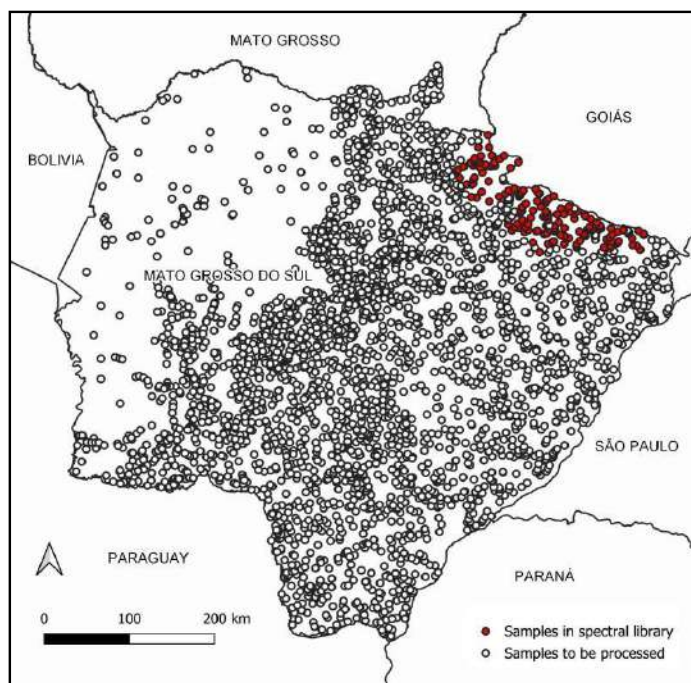 MATO GROSSO
GOIÁS
BOLIVIA
MATO GROSSO DO SUL
SÃO PAULO
PARAGUAY
PARANÁ
0 100 200 km
Samples in spectral library
Samples to be processed